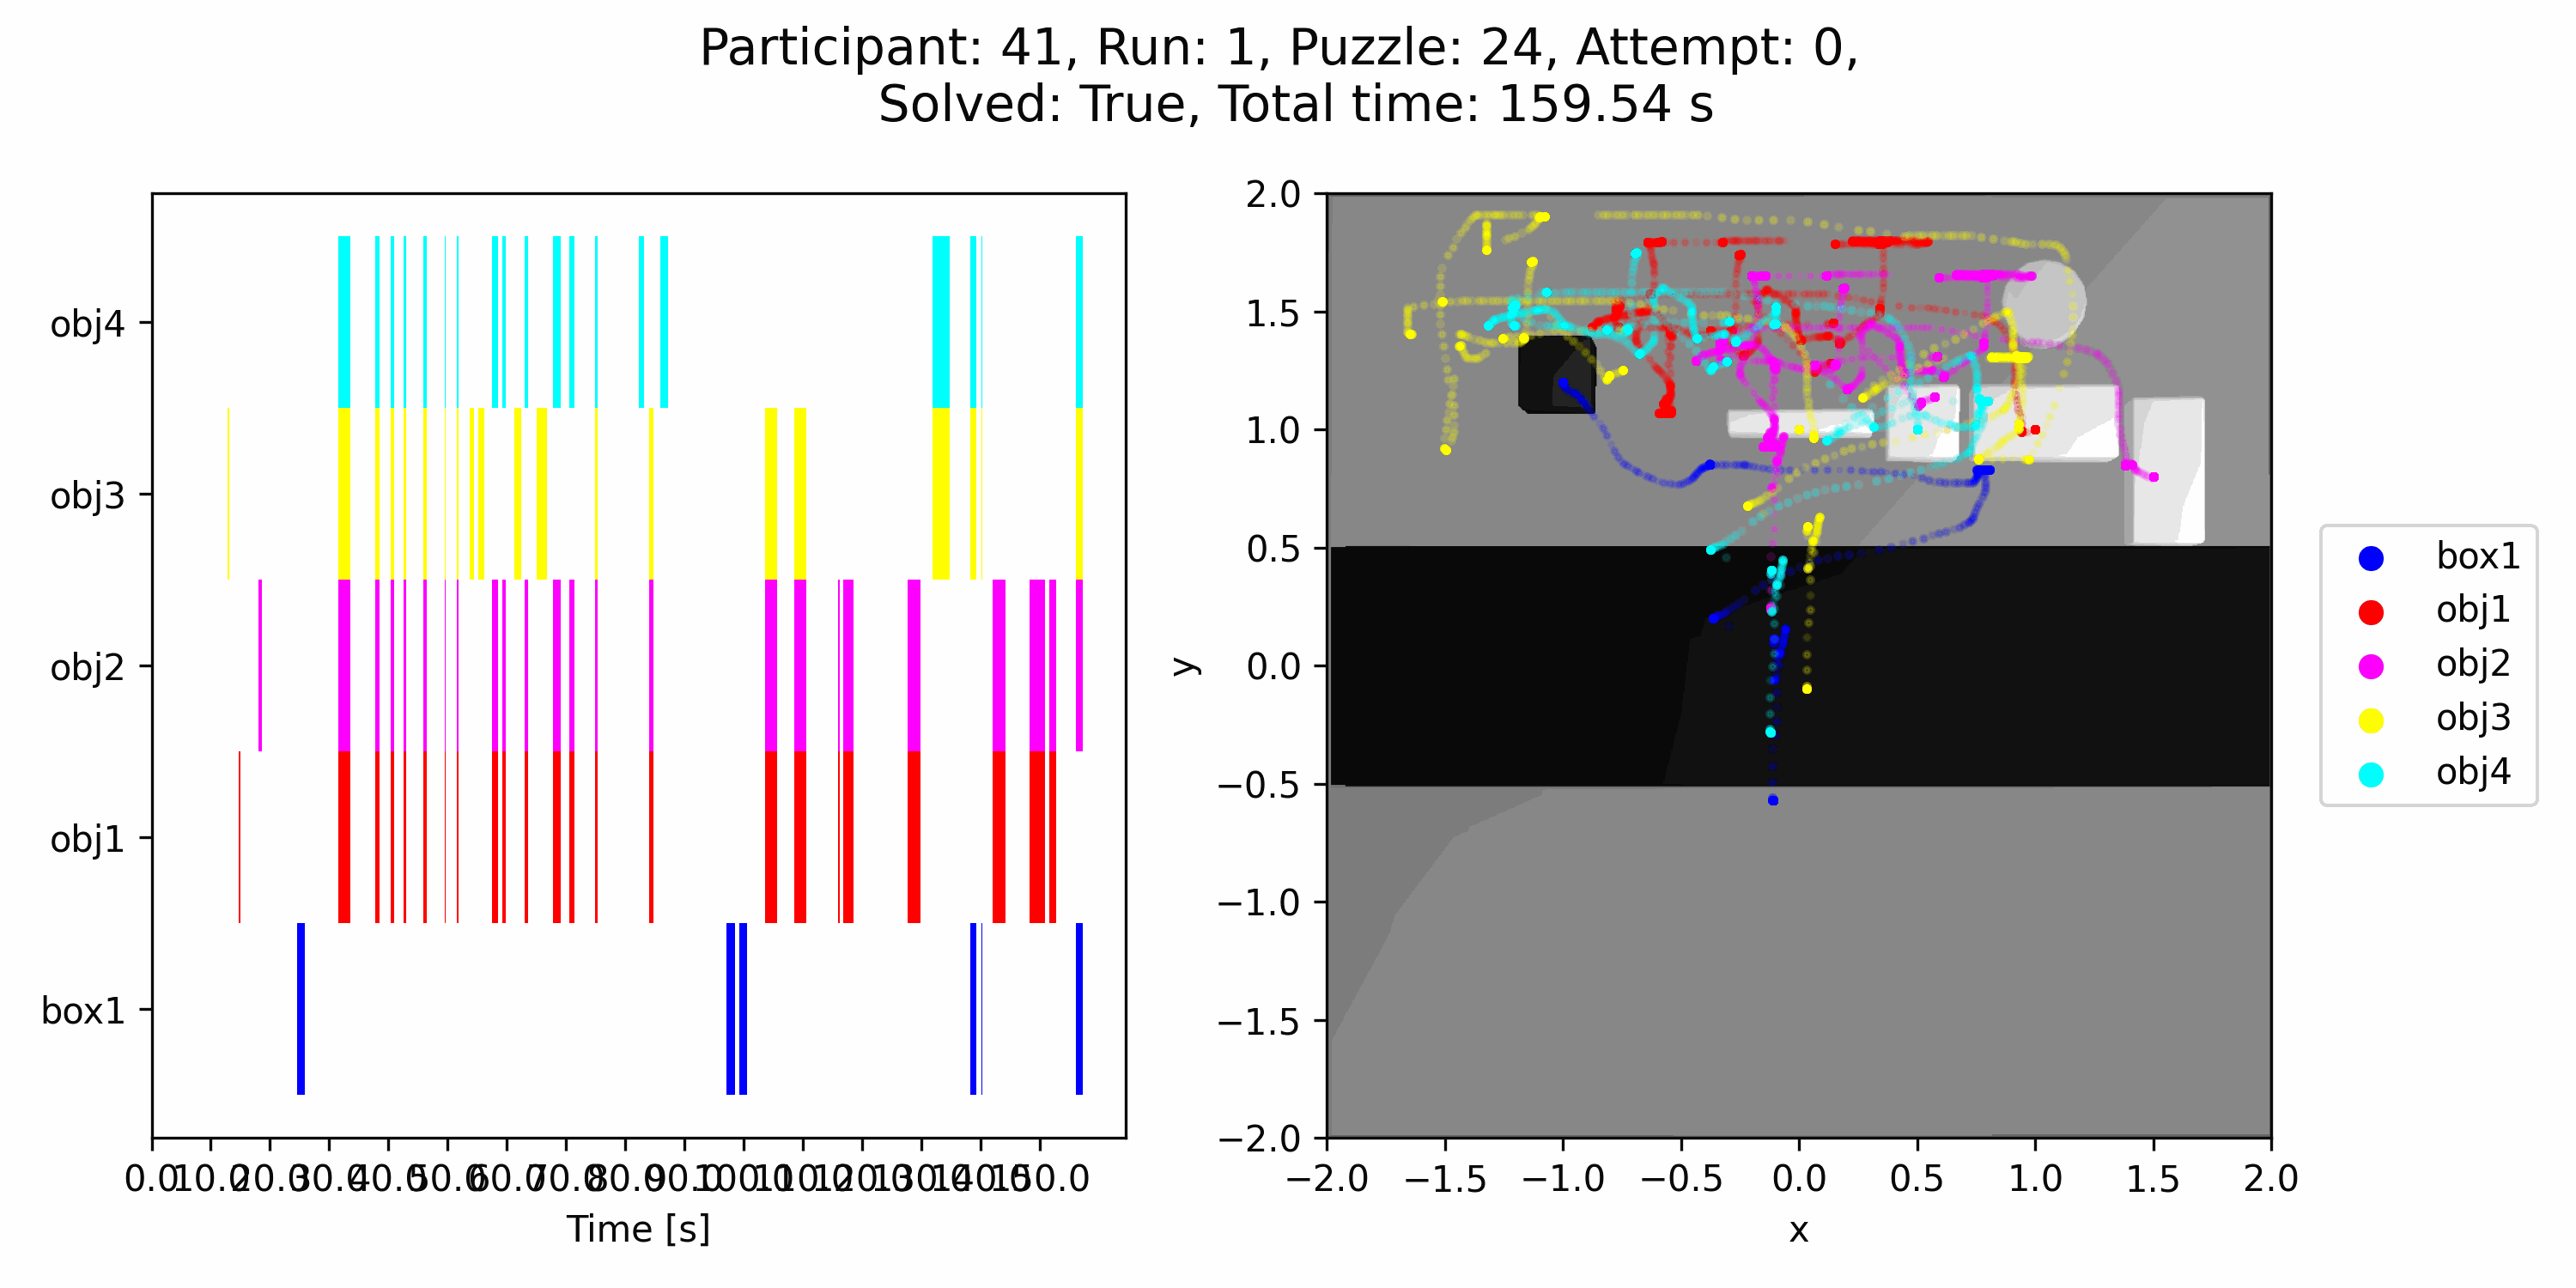 Participant: 41, Run: 1, Puzzle: 24, Attempt: 0,
Solved: True, Total time: 159.54 s
obj4
obj3
obj2
obj1
box1
0.0 10.0 20.0 30.0 40.0 50.0 60.0 70.0 80.0 90.0 100.0 110.0 120.0 130.0 140.0 150.0
Time [s]
2.0
1.5
1.0
0.5
0.0
−0.5
−1.0
−1.5
−2.0
y
−2.0 −1.5 −1.0 −0.5 0.0 0.5 1.0 1.5 2.0
x
box1
obj1
obj2
obj3
obj4